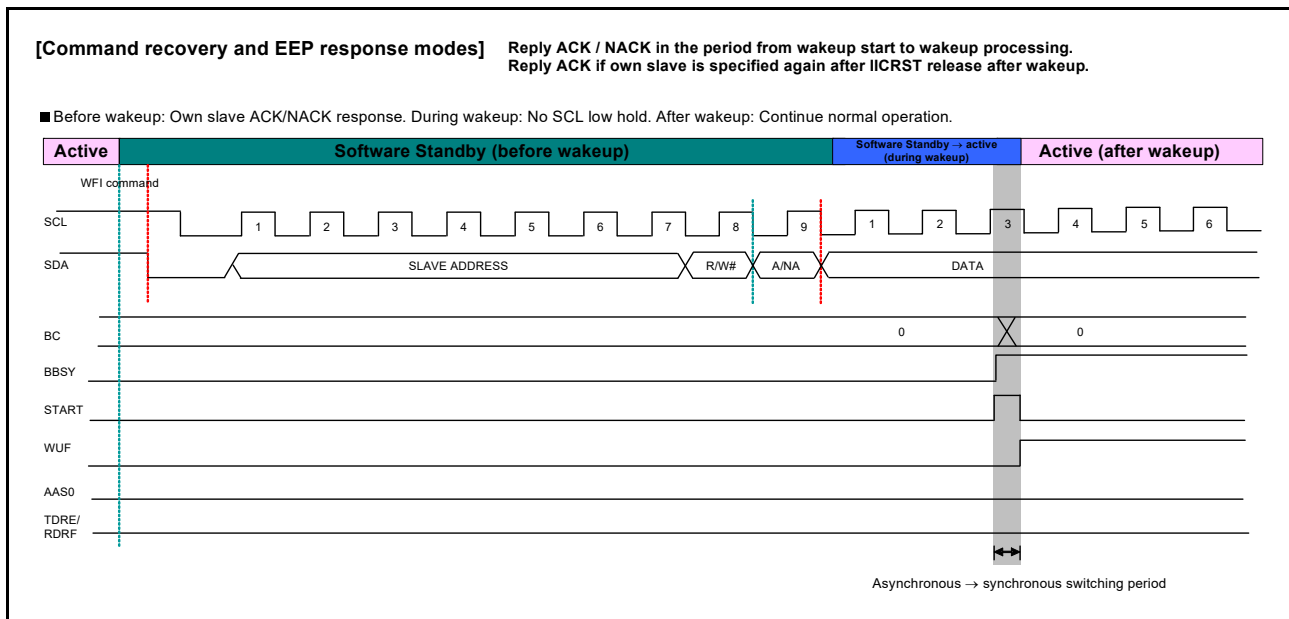 [Command recovery and EEP response modes]
Reply ACK / NACK in the period from wakeup start to wakeup processing.
Reply ACK if own slave is specified again after IICRST release after wakeup.
■ Before wakeup: Own slave ACK/NACK response. During wakeup: No SCL low hold. After wakeup: Continue normal operation.
Active
Software Standby (before wakeup)
Software Standby → active
(during wakeup)
Active (after wakeup)
WFI command
SCL
1 2 3 4 5 6 7 8 9 1 2 3 4 5 6
SDA
SLAVE ADDRESS R/W# A/NA DATA
BC
0 0
BBSY
START
WUF
AAS0
TDRE/
RDRF
Asynchronous → synchronous switching period